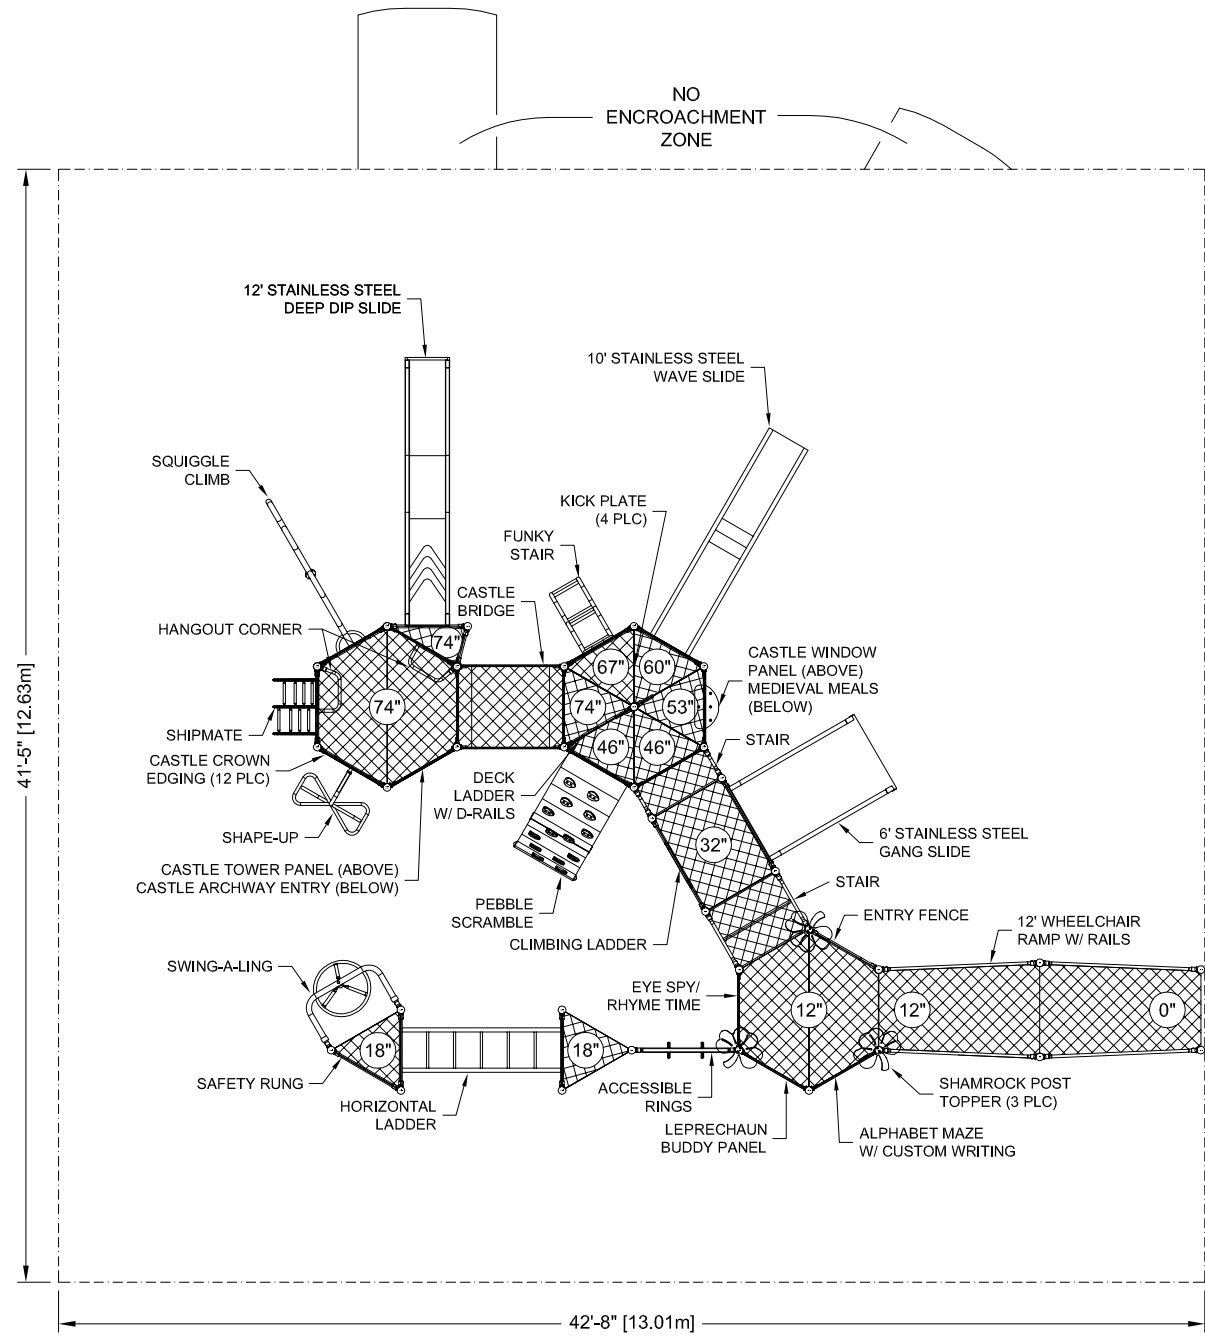 NO
ENCROACHMENT
ZONE
12' STAINLESS STEEL
DEEP DIP SLIDE
10' STAINLESS STEEL
WAVE SLIDE
SQUIGGLE
CLIMB
KICK PLATE
(4 PLC)
FUNKY
STAIR
CASTLE
BRIDGE
HANGOUT CORNER
74"
67"
60"
CASTLE WINDOW
PANEL (ABOVE)
MEDIEVAL MEALS
(BELOW)
74"
74"
53"
SHIPMATE
46"
46"
STAIR
CASTLE CROWN
EDGING (12 PLC)
DECK
LADDER
W/ D-RAILS
SHAPE-UP
6' STAINLESS STEEL
GANG SLIDE
32"
CASTLE TOWER PANEL (ABOVE)
CASTLE ARCHWAY ENTRY (BELOW)
STAIR
PEBBLE
SCRAMBLE
ENTRY FENCE
CLIMBING LADDER
12' WHEELCHAIR
RAMP W/ RAILS
SWING-A-LING
EYE SPY/
RHYME TIME
12"
12"
0"
18"
18"
SAFETY RUNG
HORIZONTAL
LADDER
ACCESSIBLE
RINGS
SHAMROCK POST
TOPPER (3 PLC)
LEPRECHAUN
BUDDY PANEL
ALPHABET MAZE
W/ CUSTOM WRITING
41'-5" [12.63m]
42'-8" [13.01m]